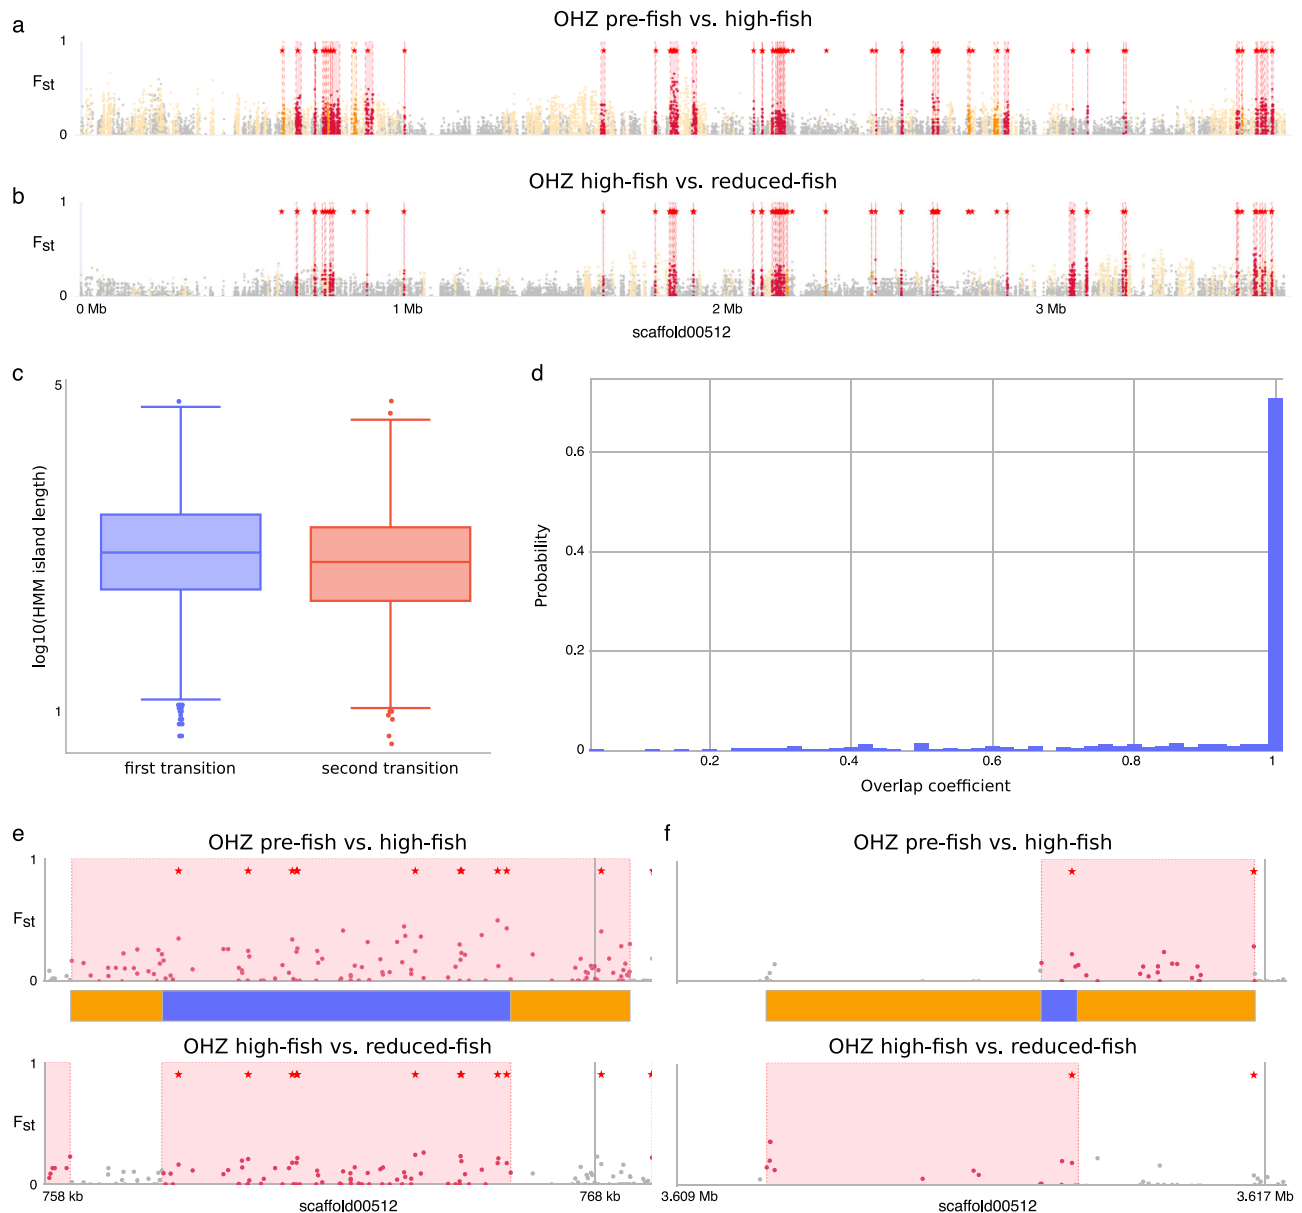 a
OHZ pre-fish vs. high-fish
1
Fst
0
b
OHZ high-fish vs. reduced-fish
1
Fst
0
0 Mb 1 Mb 2 Mb 3 Mb
scaffold00512
c
5
log10(HMM island length)
1
first transition second transition
d
0.6
0.4
0.2
0
Probability
0.2 0.4 0.6 0.8 1
Overlap coefficient
e
OHZ pre-fish vs. high-fish
1
Fst
0
OHZ high-fish vs. reduced-fish
1
Fst
0
758 kb 768 kb
scaffold00512
f
OHZ pre-fish vs. high-fish
1
0
OHZ high-fish vs. reduced-fish
1
0
3.609 Mb 3.617 Mb
scaffold00512